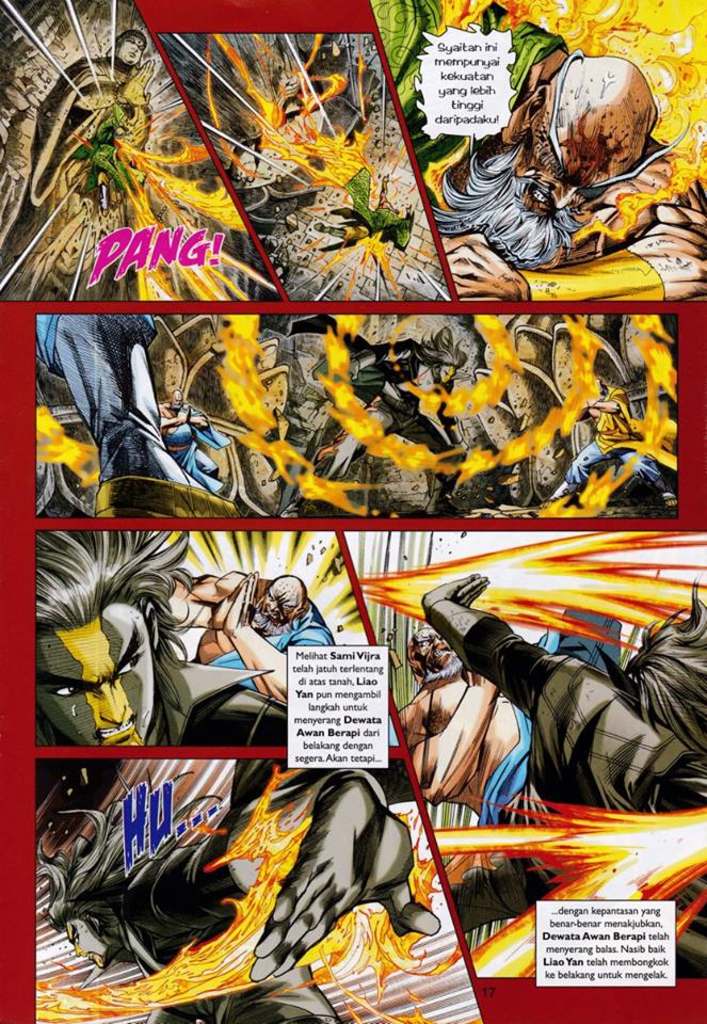 Syaitan ini
mempunyai
kekuatan
yang lebih
tinggi
daripadaku!
PANG!
Melihat Sami Vijra
telah jatuh terlentang
di atas tanah, Liao
Yan pun mengambil
langkah untuk
menyerang Dewata
Awan Berapi dari
belakang dengan
segera. Akan tetapi...
HU...
...dengan kepantasan yang
benar-benar menakjubkan,
Dewata Awan Berapi telah
menyerang balas. Nasib baik
Liao Yan telah membongkok
ke belakang untuk mengelak.
17